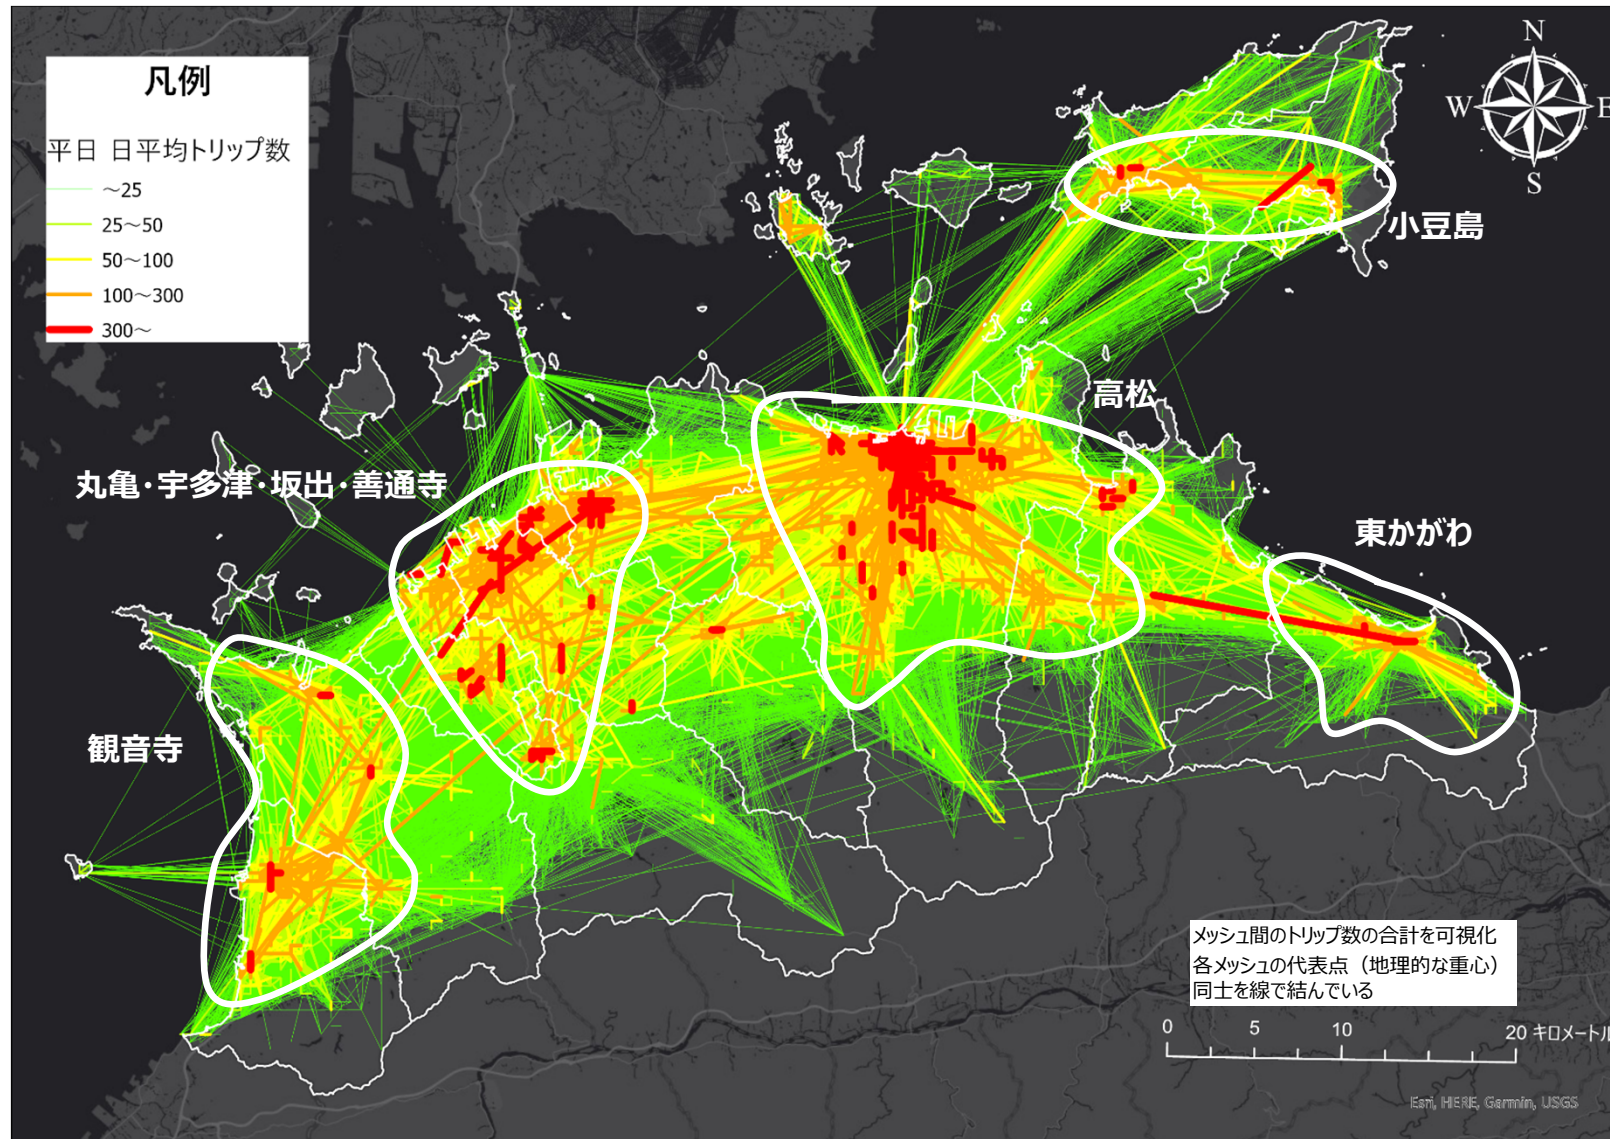 凡例
平日 日平均トリップ数
～25
25～50
50～100
100～300
300～
N
W
E
S
小豆島
高松
丸亀・宇多津・坂出・善通寺
東かがわ
観音寺
メッシュ間のトリップ数の合計を可視化
各メッシュの代表点（地理的な重心）
同士を線で結んでいる
0 5 10 20 キロメートル
Esri, HERE, Garmin, USGS